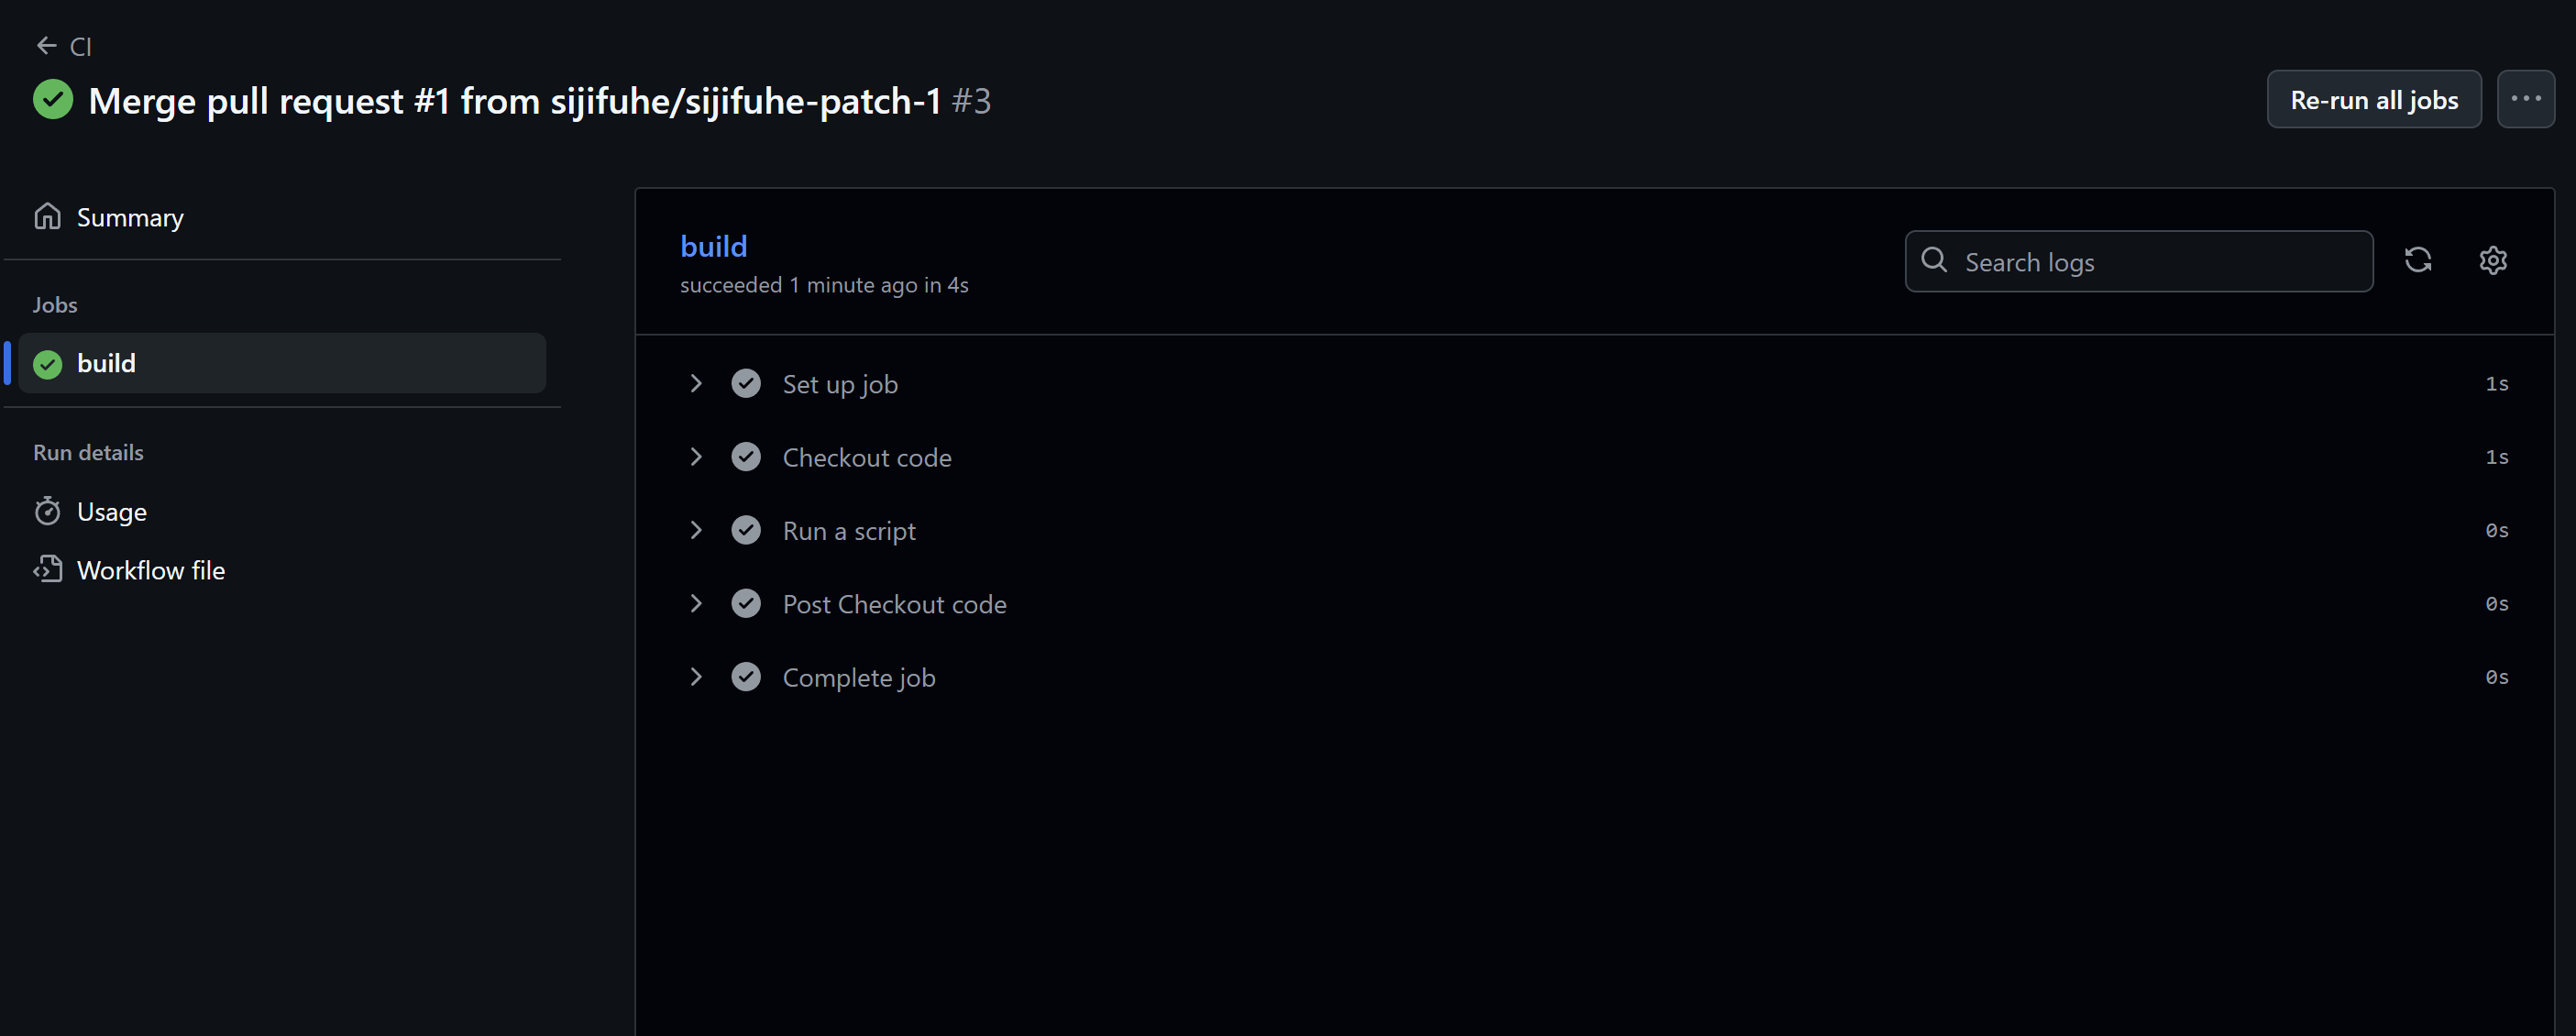 CI
Merge pull request #1 from sijifuhe/sijifuhe-patch-1 #3
Re-run all jobs
Summary
Jobs
build
Run details
Usage
Workflow file
build
succeeded 1 minute ago in 4s
Search logs
Set up job 1s
Checkout code 1s
Run a script 0s
Post Checkout code 0s
Complete job 0s